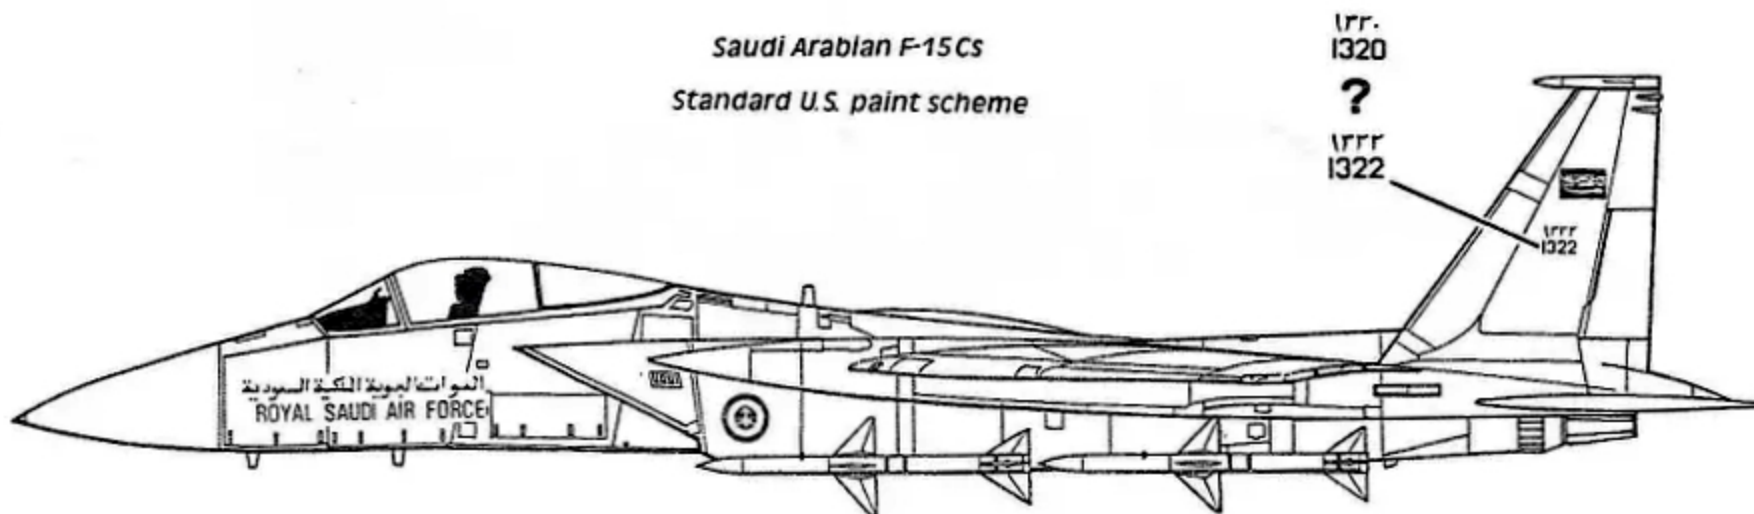 Saudi Arabian F-15Cs
Standard U.S. paint scheme
١٣٢٠
1320
?
١٣٢٢
1322
١٣٢٢
1322
القوات الجوية الملكية السعودية
ROYAL SAUDI AIR FORCE